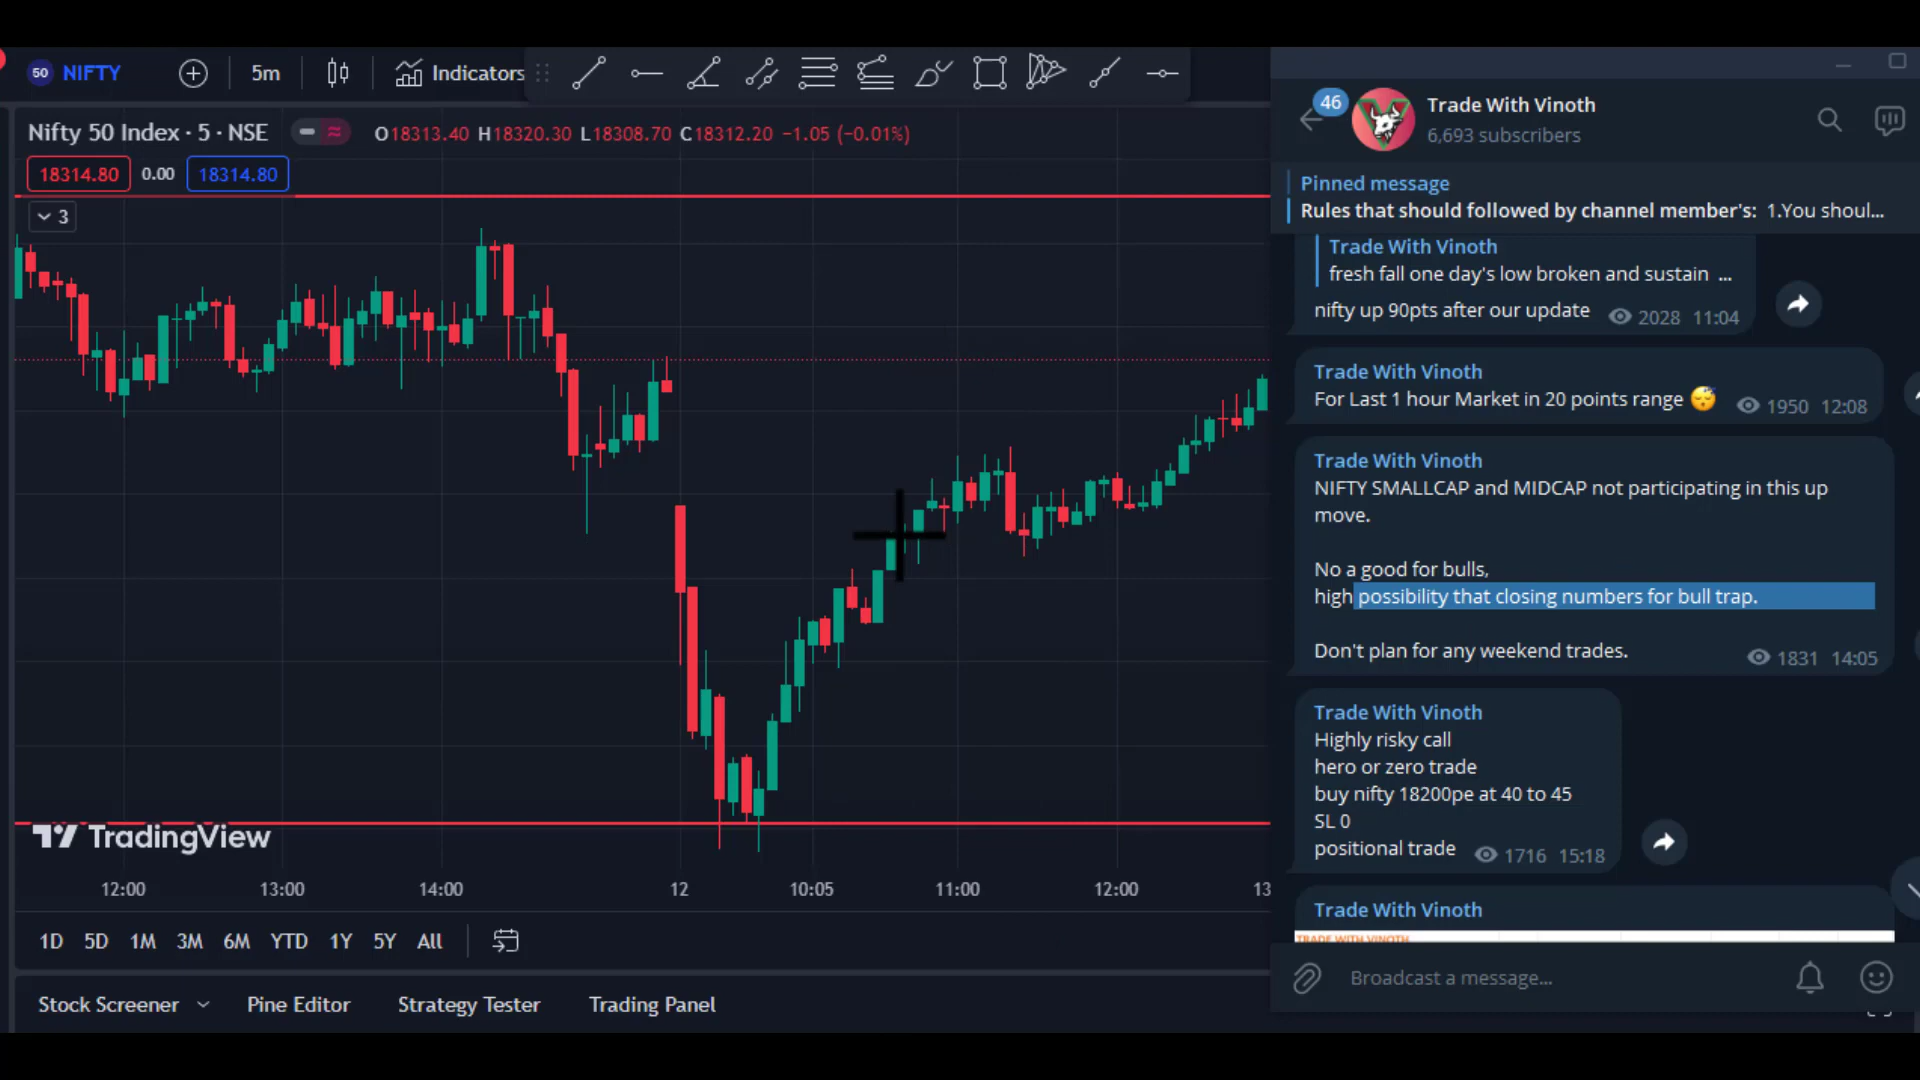 50 NIFTY 5m Indicators
Nifty 50 Index · 5 · NSE O18313.40 H18320.30 L18308.70 C18312.20 −1.05 (−0.01%)
18314.80 0.00 18314.80
3
TradingView
12:00 13:00 14:00 12 10:05 11:00 12:00 13
1D 5D 1M 3M 6M YTD 1Y 5Y All
Stock Screener Pine Editor Strategy Tester Trading Panel
46
Trade With Vinoth
6,693 subscribers
Pinned message
Rules that should followed by channel member's: 1.You shoul...
Trade With Vinoth
fresh fall one day's low broken and sustain ...
nifty up 90pts after our update 2028 11:04
Trade With Vinoth
For Last 1 hour Market in 20 points range 😴 1950 12:08
Trade With Vinoth
NIFTY SMALLCAP and MIDCAP not participating in this up
move.
No a good for bulls,
high possibility that closing numbers for bull trap.
Don't plan for any weekend trades. 1831 14:05
Trade With Vinoth
Highly risky call
hero or zero trade
buy nifty 18200pe at 40 to 45
SL 0
positional trade 1716 15:18
Trade With Vinoth
TRADE WITH VINOTH
Broadcast a message...